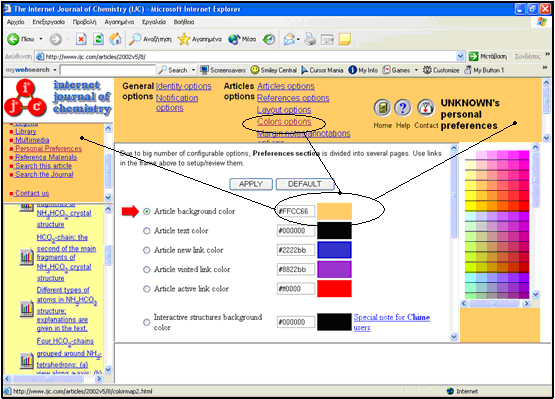 The Internet Journal of Chemistry (IJC) - Microsoft Internet Explorer
Αρχείο Επεξεργασία Προβολή Αγαπημένα Εργαλεία Βοήθεια
Πίσω Αναζήτηση Αγαπημένα Μέσα
Διεύθυνση http://www.ijc.com/articles/2002v5/8/ Μετάβαση Συνδέσεις
mywebsearch Search Screensavers Smiley Central Cursor Mania My Info Games Customize My Button 1
i j c
internet
journal of
chemistry
Library
Multimedia
Personal Preferences
Reference Materials
Search this article
Search the Journal
Contact us
General options
Identity options
Notification options
Articles options
Articles options
References options
Layout options
Colors options
Margin notes/annotations
options
Home Help Contact
UNKNOWN's
personal
preferences
Due to big number of configurable options, Preferences section is divided into several pages. Use links
in the frame above to setup/review them.
APPLY DEFAULT
Article background color #FFCC66
Article text color #000000
Article new link color #2222bb
Article visted link color #8822bb
Article active link color #ff0000
Interactive structures background
color #000000 Special note for Chime
users
fragments of
NH3HCO2 crystal
structure
HCO2-chain: the
second of the main
fragments of
NH3HCO2 crystal
structure
Different types of
atoms in NH3HCO2
structure;
explanations are
given in the text.
Four HCO2-chains
grouped around NH4-
tetrahedrons: (a)
view along a-axis; (b)
http://www.ijc.com/articles/2002v5/8/colormap2.html Internet